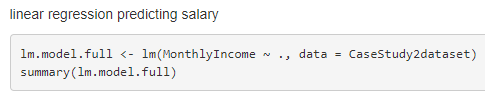 linear regression predicting salary
lm.model.full <- lm(MonthlyIncome ~ ., data = CaseStudy2dataset)
summary(lm.model.full)